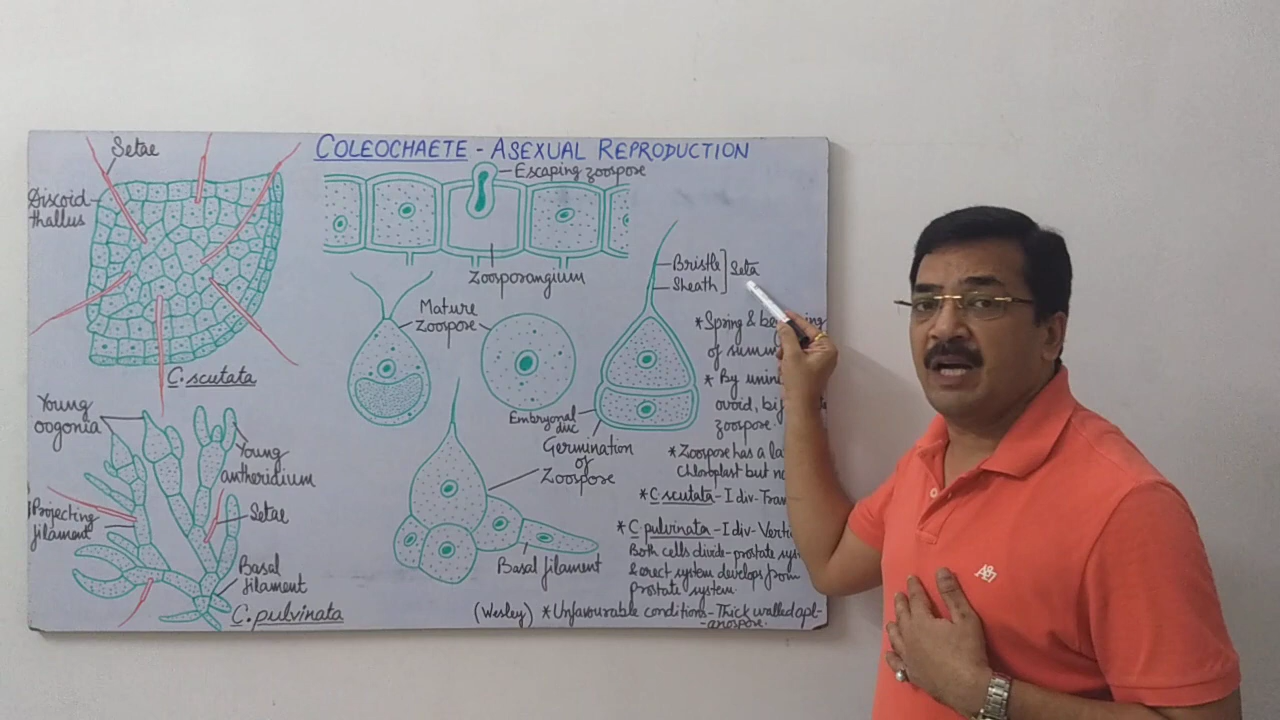 COLEOCHAETE - ASEXUAL REPRODUCTION
Setae
Discoid
thallus
C. scutata
Escaping zoospore
Zoosporangium
Mature
Zoospore
Bristle
Sheath
Seta
Embryonal
disc
Germination
of
Zoospore
Basal filament
Young
oogonia
Young
antheridium
Projecting
filament
Setae
Basal
filament
C. pulvinata
*Spring &
of
* By
ovoid,
zoospore.
*Zoospore has a
Chloroplast but
*C scutata - I div -
* C pulvinata - I div -
Both cells divide - prostate
& erect system develops from
prostate system.
(Wesley) *Unfavourable conditions - Thick walled apl-
-anospore.